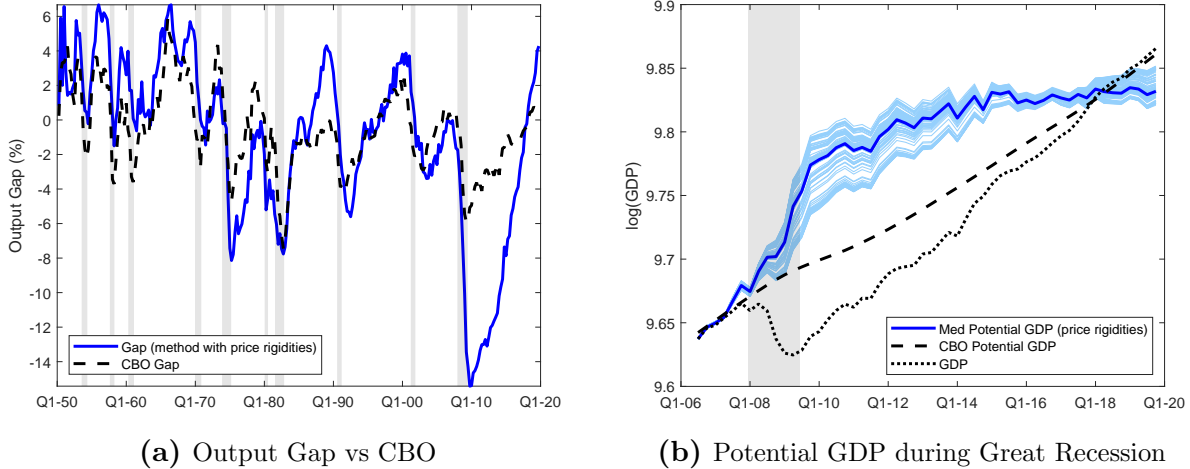 6
4
2
0
-2
-4
-6
-8
-10
-12
-14
Output Gap (%)
Gap (method with price rigidities)
CBO Gap
Q1-50 Q1-60 Q1-70 Q1-80 Q1-90 Q1-00 Q1-10 Q1-20
(a) Output Gap vs CBO
9.9
9.85
9.8
9.75
9.7
9.65
9.6
log(GDP)
Med Potential GDP (price rigidities)
CBO Potential GDP
GDP
Q1-06 Q1-08 Q1-10 Q1-12 Q1-14 Q1-16 Q1-18 Q1-20
(b) Potential GDP during Great Recession